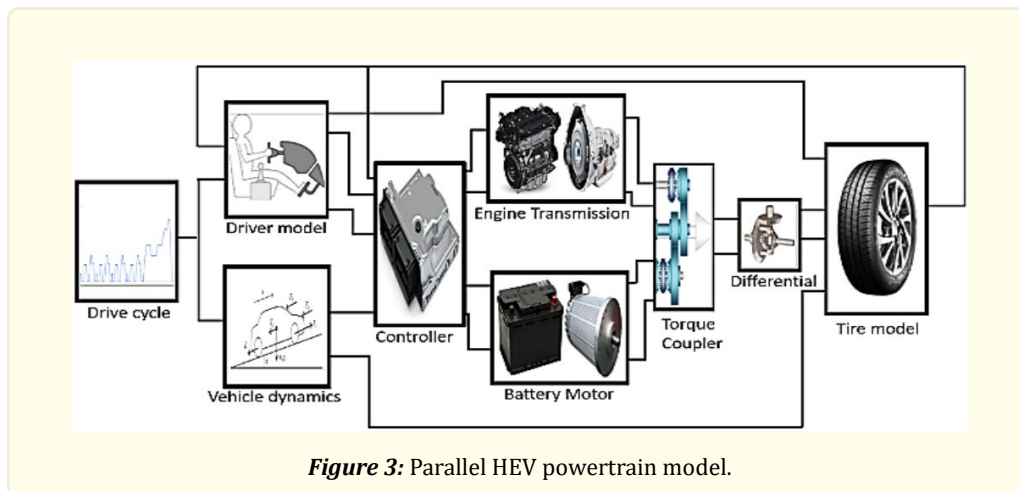 Driver model
Engine Transmission
Drive cycle
Controller
Differential
Torque
Coupler
Tire model
Vehicle dynamics
Battery Motor
Figure 3: Parallel HEV powertrain model.